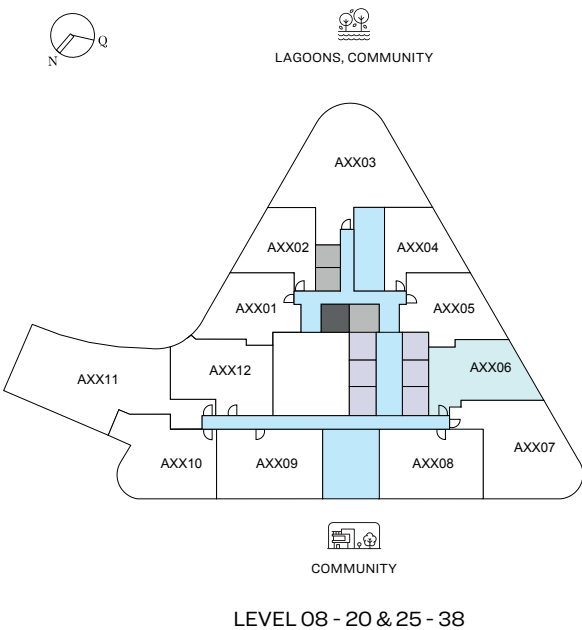 Q
N
LAGOONS, COMMUNITY
AXX03
AXX02
AXX04
AXX01
AXX05
AXX06
AXX12
AXX11
AXX07
AXX10
AXX09
AXX08
COMMUNITY
LEVEL 08 - 20 & 25 - 38